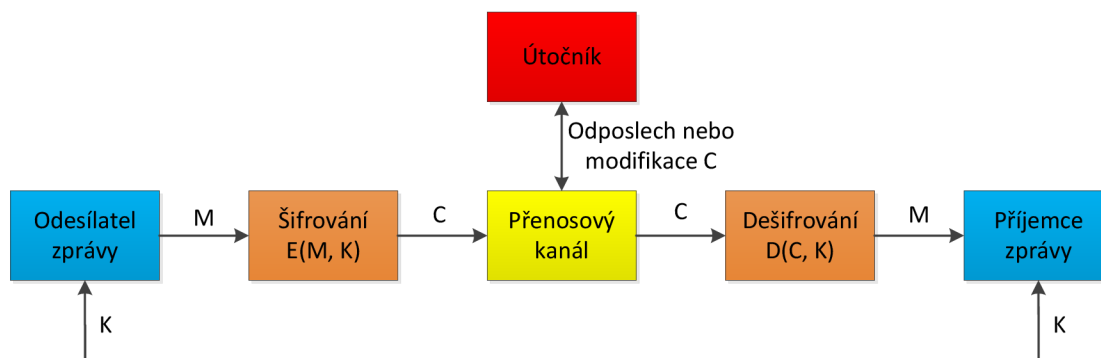 Útočník
Odposlech nebo
modifikace C
Odesílatel
zprávy
M
Šifrování
E(M, K)
C
Přenosový
kanál
C
Dešifrování
D(C, K)
M
Příjemce
zprávy
K
K